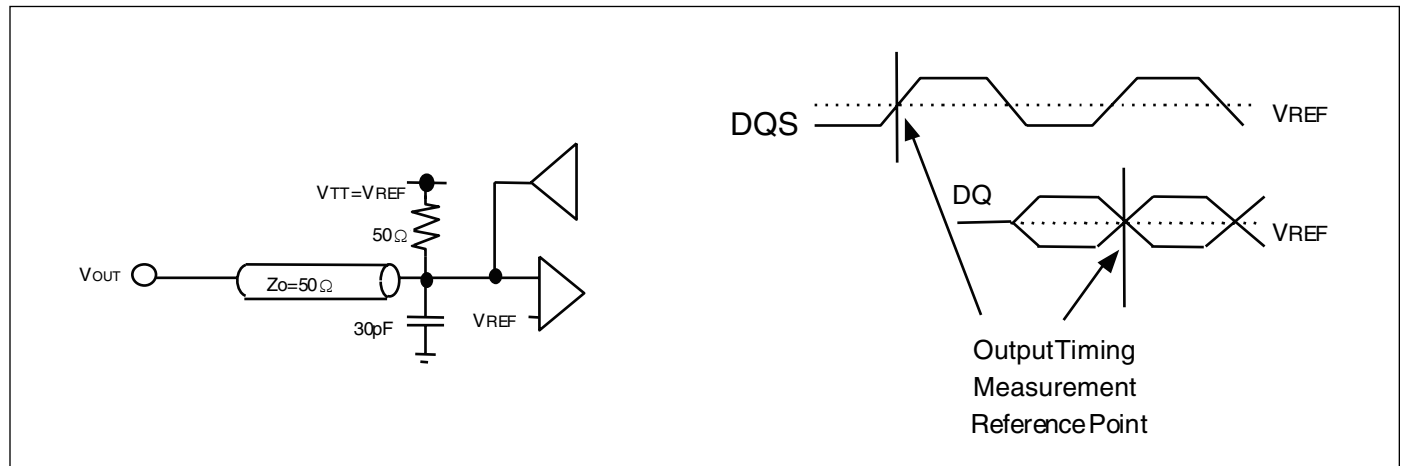 VTT=VREF
50Ω
VOUT
Zo=50Ω
30pF
VREF
DQS
VREF
DQ
VREF
OutputTiming
Measurement
ReferencePoint